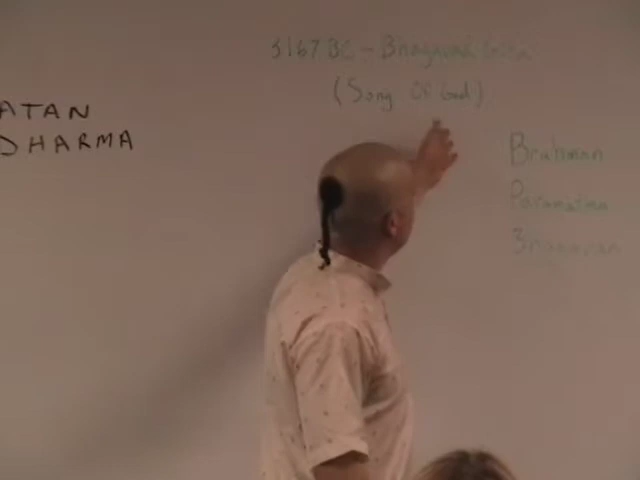 3167 BC - Bhagavad Gita
(Song Of God)
ATAN
DHARMA
Brahman
Paramatma
Bhagavan